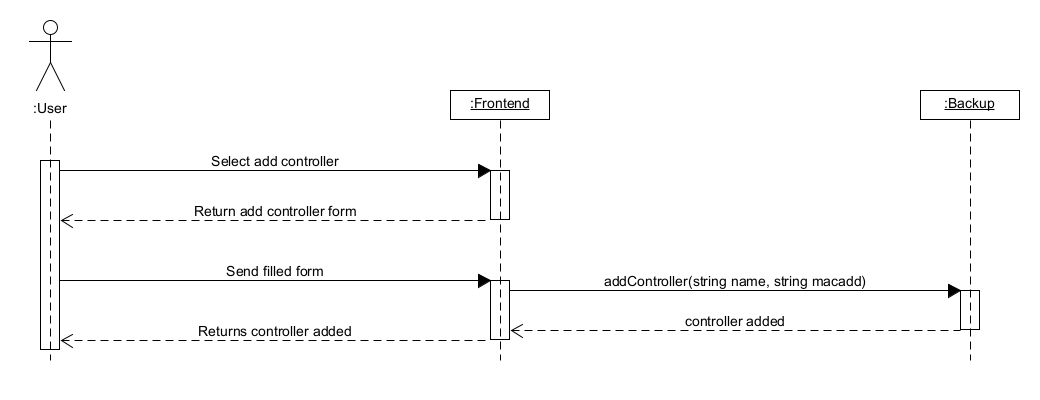 :User
:Frontend
:Backup
Select add controller
Return add controller form
Send filled form
addController(string name, string macadd)
controller added
Returns controller added